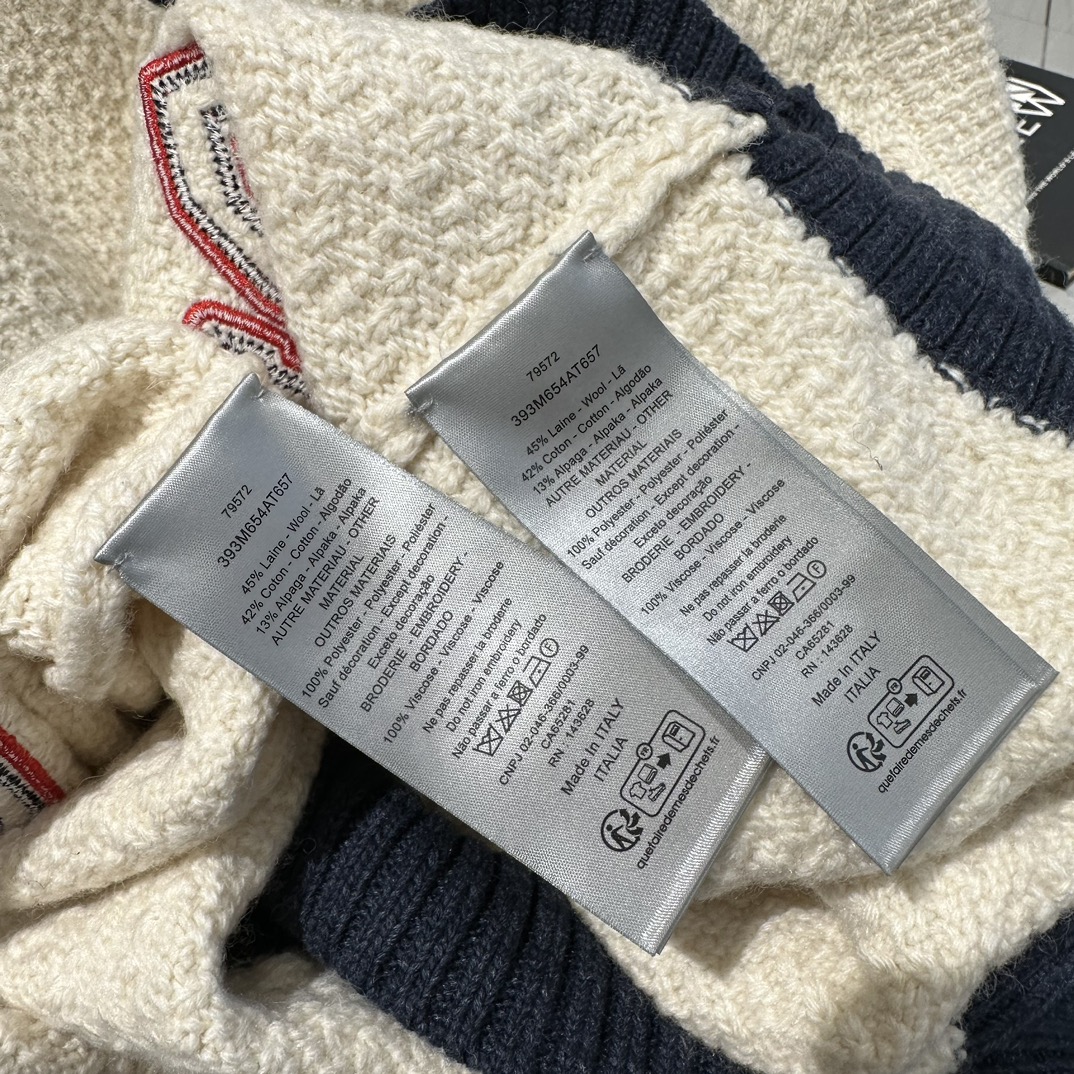 79572
393M654AT657
45% Laine - Wool - Lã
42% Coton - Cotton - Algodão
13% Alpaga - Alpaka - Alpaka
AUTRE MATERIAU - OTHER
MATERIAL
OUTROS MATERIAIS
100% Polyester - Polyester - Poliéster
Sauf décoration - Except decoration -
Exceto decoração
BRODERIE - EMBROIDERY -
BORDADO
100% Viscose - Viscose - Viscose
Ne pas repasser la broderie
Do not iron embroidery
Não passar a ferro o bordado
CNPJ 02-046-366/0003-99
CA65281
RN : 143628
Made In ITALY
ITALIA
quefairedemesdechets.fr
79572
393M654AT657
45% Laine - Wool - Lã
42% Coton - Cotton - Algodão
13% Alpaga - Alpaka - Alpaka
AUTRE MATERIAU - OTHER
MATERIAL
OUTROS MATERIAIS
100% Polyester - Polyester - Poliéster
Sauf décoration - Except decoration -
Exceto decoração
BRODERIE - EMBROIDERY -
BORDADO
100% Viscose - Viscose - Viscose
Ne pas repasser la broderie
Do not iron embroidery
Não passar a ferro o bordado
CNPJ 02-046-366/0003-99
CA65281
RN : 143628
Made In ITALY
ITALIA
quefairedemesdechets.fr